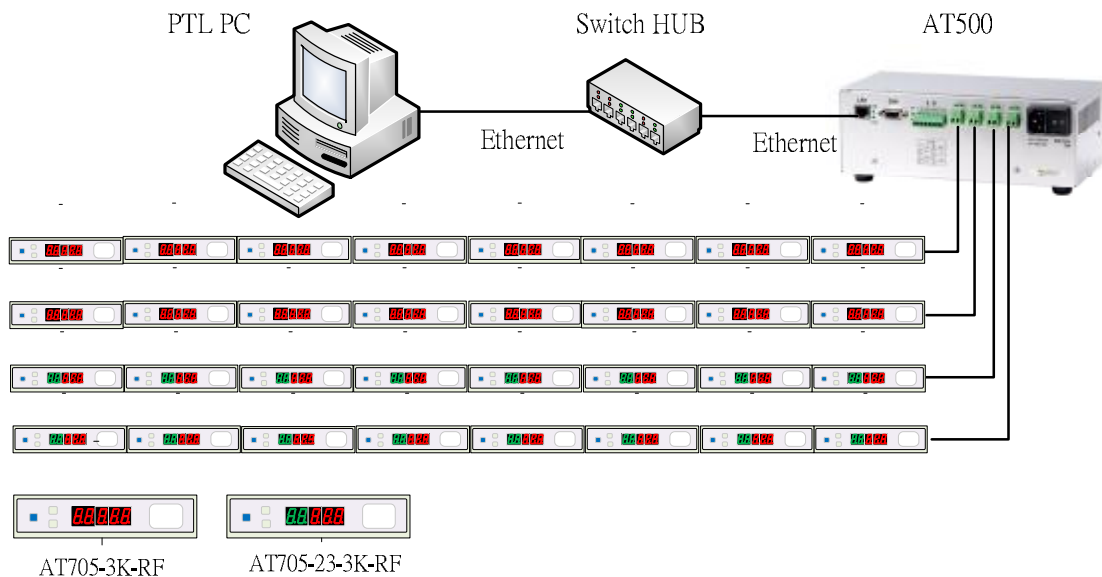 PTL PC
Switch HUB
AT500
Ethernet
Ethernet
AT705-3K-RF
AT705-23-3K-RF